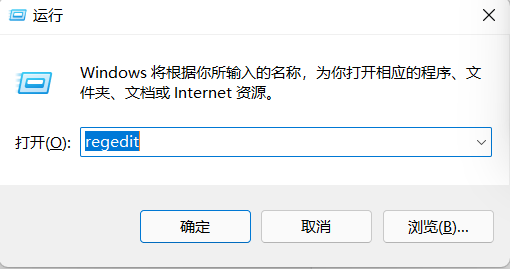 运行
Windows 将根据你所输入的名称，为你打开相应的程序、文
件夹、文档或 Internet 资源。
打开(O): regedit
确定 取消 浏览(B)...